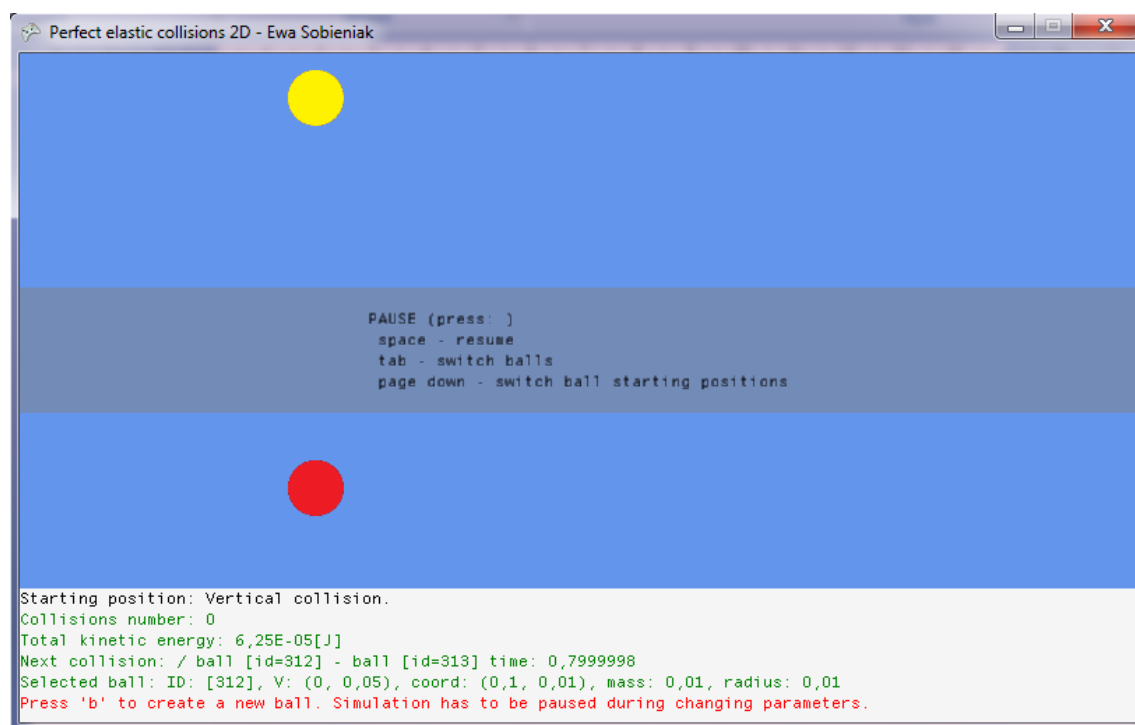 Perfect elastic collisions 2D - Ewa Sobieniak
PAUSE (press: )
space - resume
tab - switch balls
page down - switch ball starting positions
Starting position: Vertical collision.
Collisions number: 0
Total kinetic energy: 6,25E-05[J]
Next collision: / ball [id=312] - ball [id=313] time: 0,7999998
Selected ball: ID: [312], V: (0, 0,05), coord: (0,1, 0,01), mass: 0,01, radius: 0,01
Press 'b' to create a new ball. Simulation has to be paused during changing parameters.